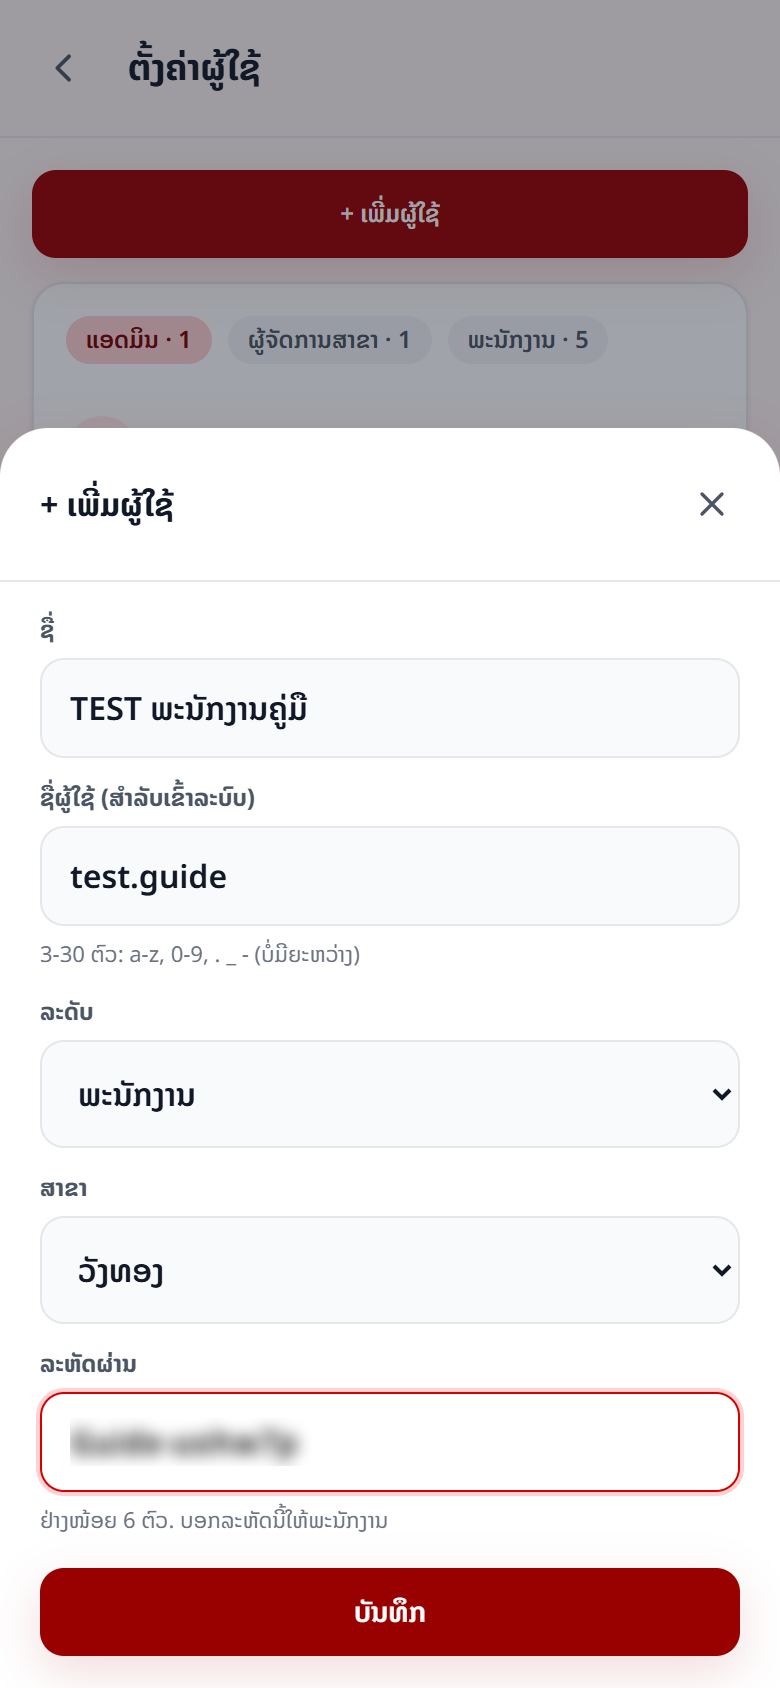 ຕັ້ງຄ່າຜູ້ໃຊ້
+ ເພີ່ມຜູ້ໃຊ້
ແອດມິນ · 1 ຜູ້ຈັດການສາຂາ · 1 ພະນັກງານ · 5
+ ເພີ່ມຜູ້ໃຊ້
ຊື່
TEST ພະນັກງານຄູ່ມື
ຊື່ຜູ້ໃຊ້ (ສຳລັບເຂົ້າລະບົບ)
test.guide
3-30 ຕົວ: a-z, 0-9, . _ - (ບໍ່ມີຍະຫວ່າງ)
ລະດັບ
ພະນັກງານ
ສາຂາ
ວັງທອງ
ລະຫັດຜ່ານ
ຢ່າງໜ້ອຍ 6 ຕົວ. ບອກລະຫັດນີ້ໃຫ້ພະນັກງານ
ບັນທຶກ